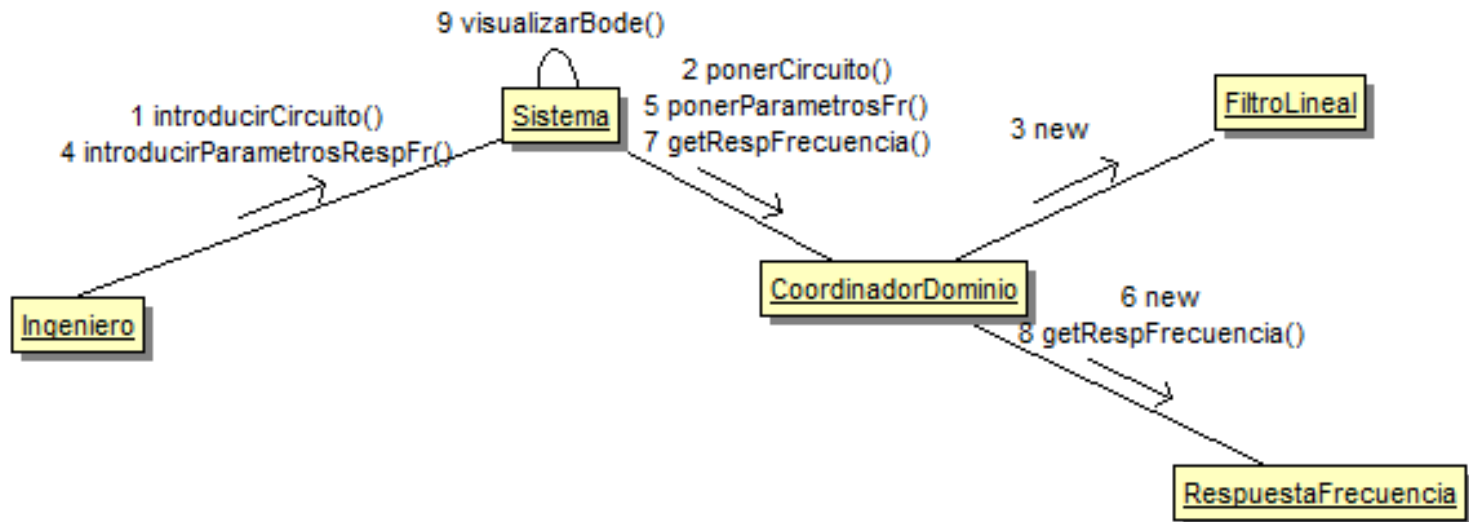 9 visualizarBode()
Sistema
1 introducirCircuito()
4 introducirParametrosRespFr()
2 ponerCircuito()
5 ponerParametrosFr()
7 getRespFrecuencia()
3 new
FiltroLineal
Ingeniero
CoordinadorDominio
6 new
8 getRespFrecuencia()
RespuestaFrecuencia